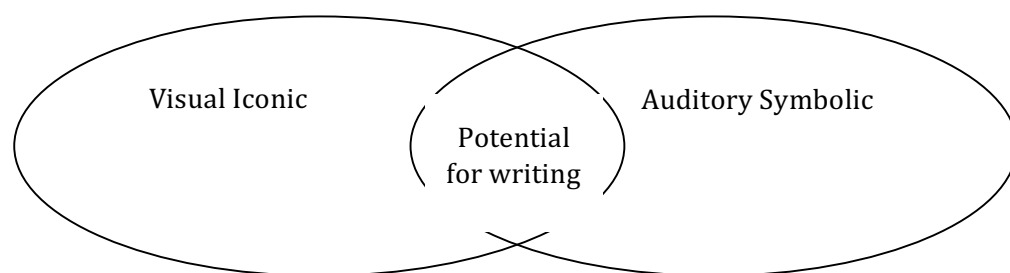 Visual Iconic
Auditory Symbolic
Potential
for writing